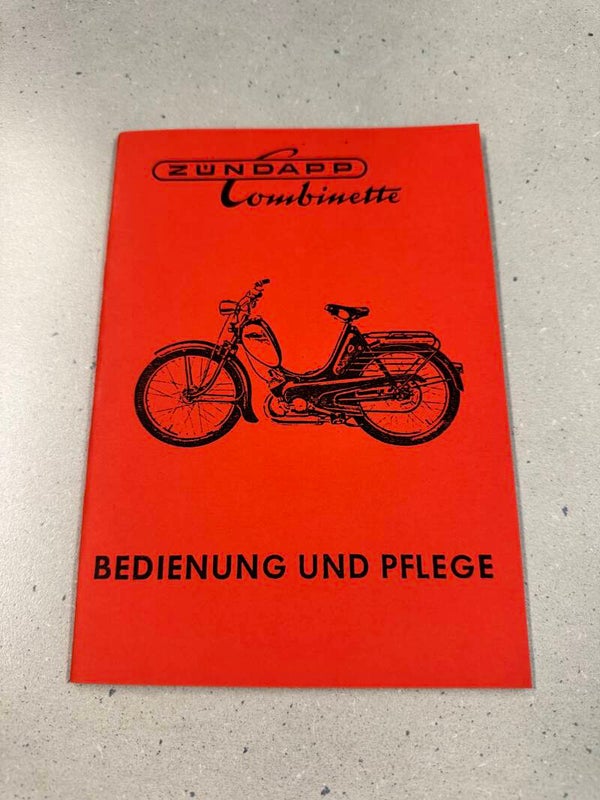 ZÜNDAPP
Combinette
BEDIENUNG UND PFLEGE